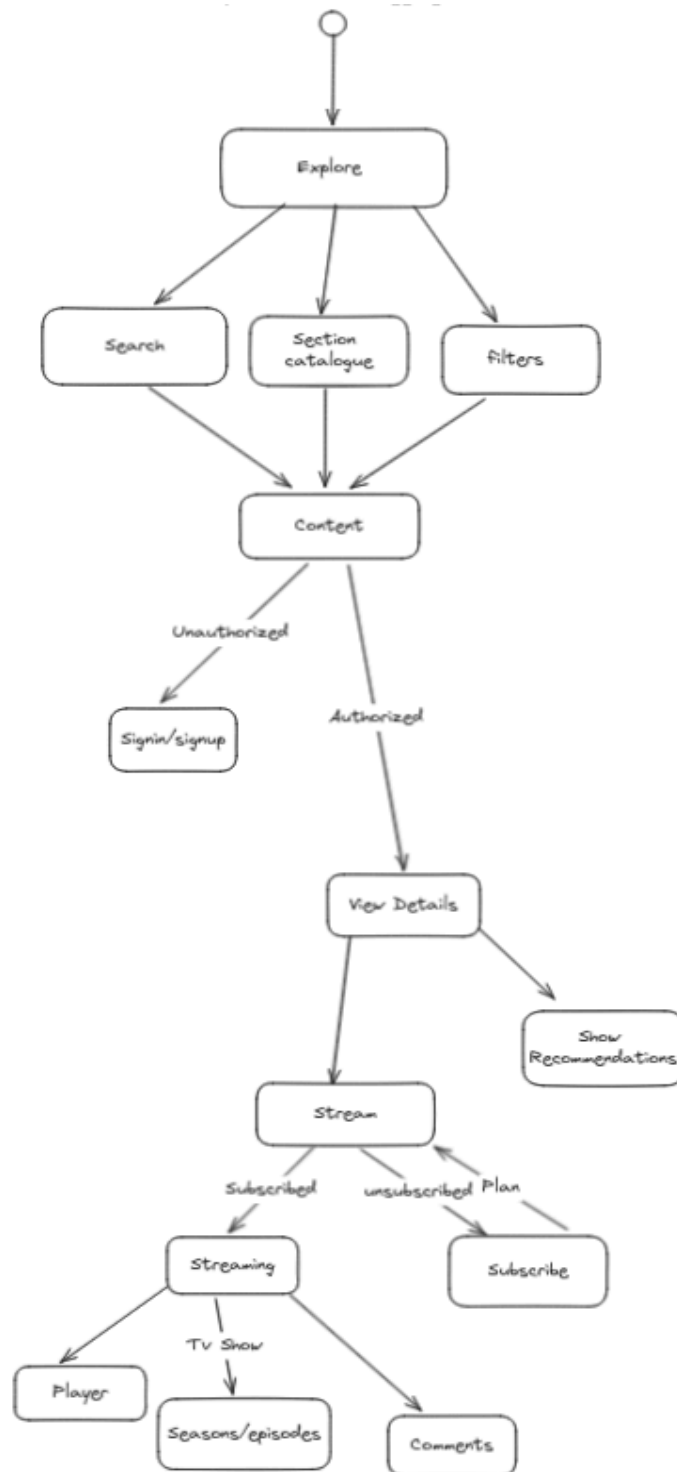 Explore
Search
Section
catalogue
filters
Content
Unauthorized
Authorized
Signin/signup
View Details
Show
Recommendations
Stream
Subscribed
unsubscribed
Plan
Streaming
Subscribe
Tv Show
Player
Seasons/episodes
Comments